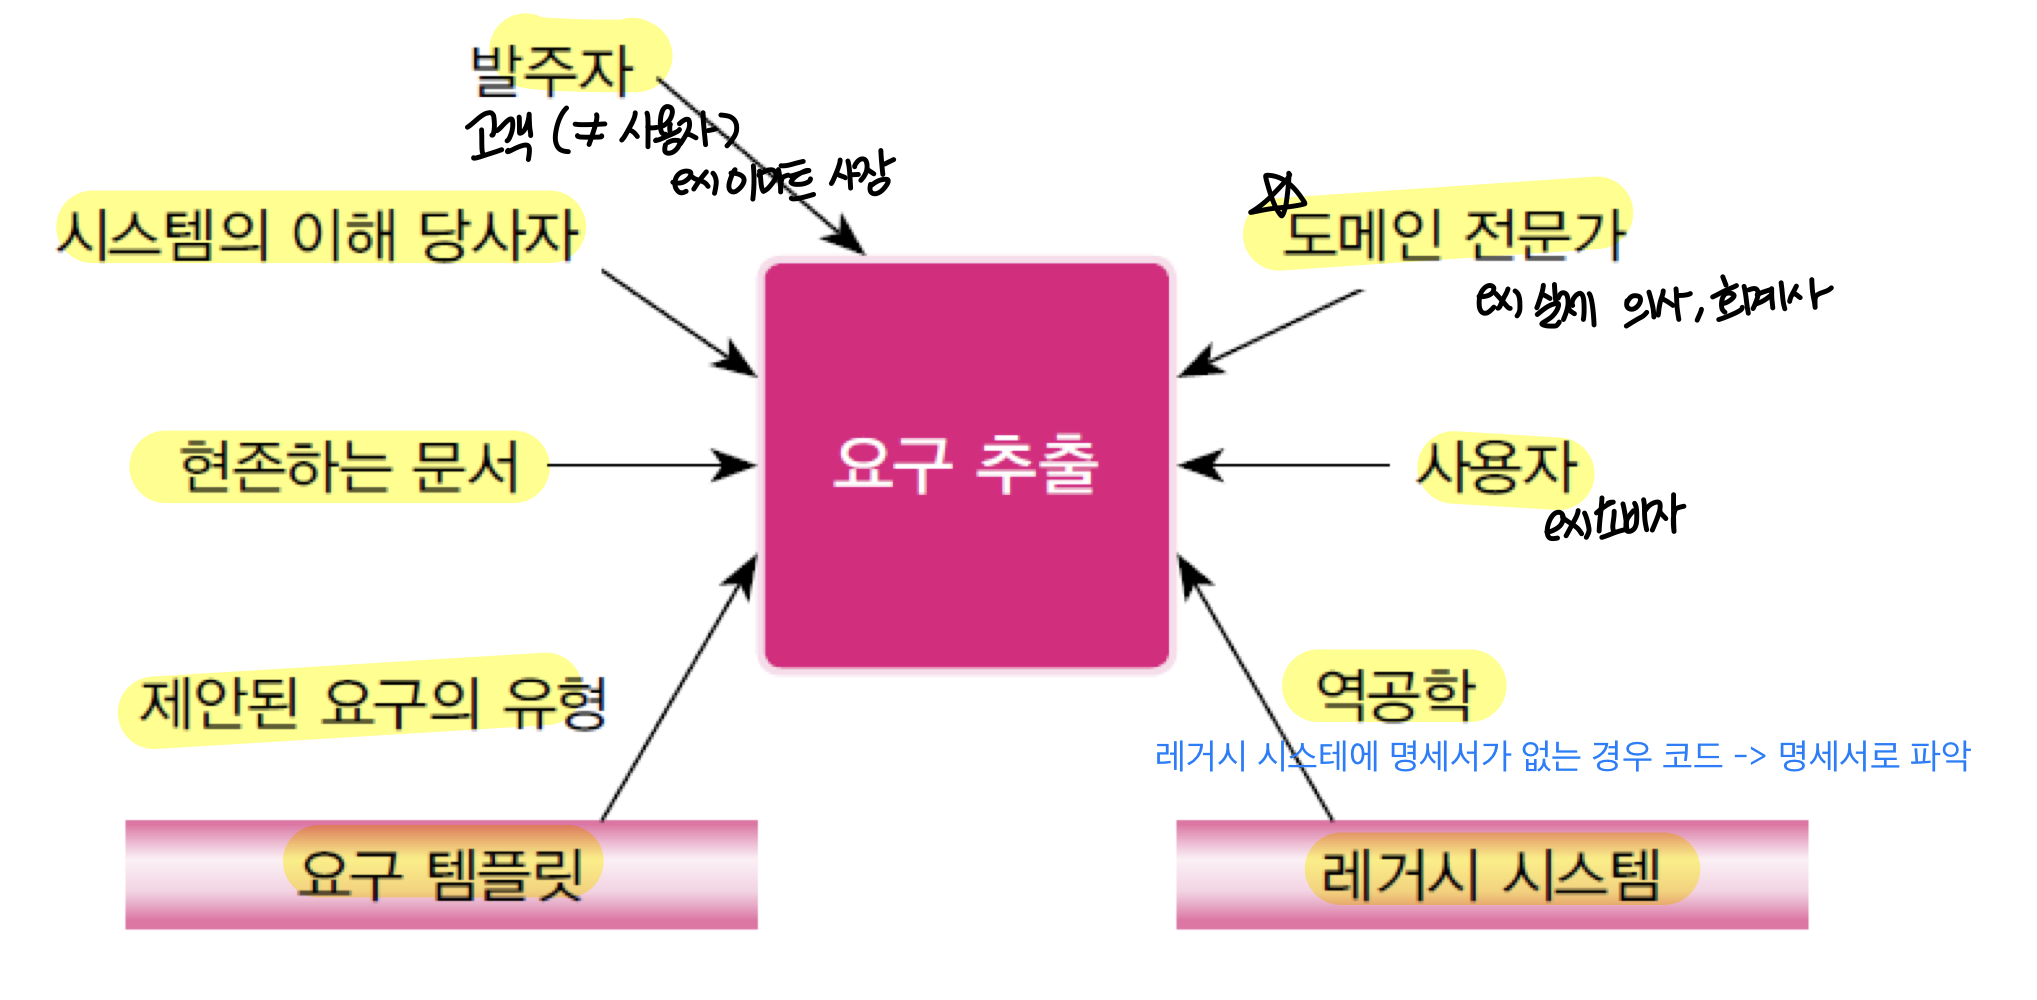 발주자
고객 (≠ 사용자)
ex) 이마트 사장
시스템의 이해 당사자
도메인 전문가
ex) 실제 의사, 회계사
현존하는 문서
요구 추출
사용자
ex) 소비자
제안된 요구의 유형
역공학
레거시 시스테에 명세서가 없는 경우 코드 -> 명세서로 파악
요구 템플릿
레거시 시스템